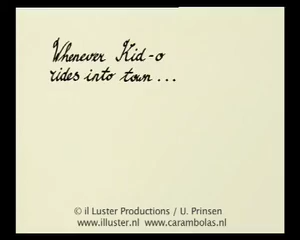 Whenever Kid-o
rides into town...
© il Luster Productions / U. Prinsen
www.illuster.nl www.carambolas.nl